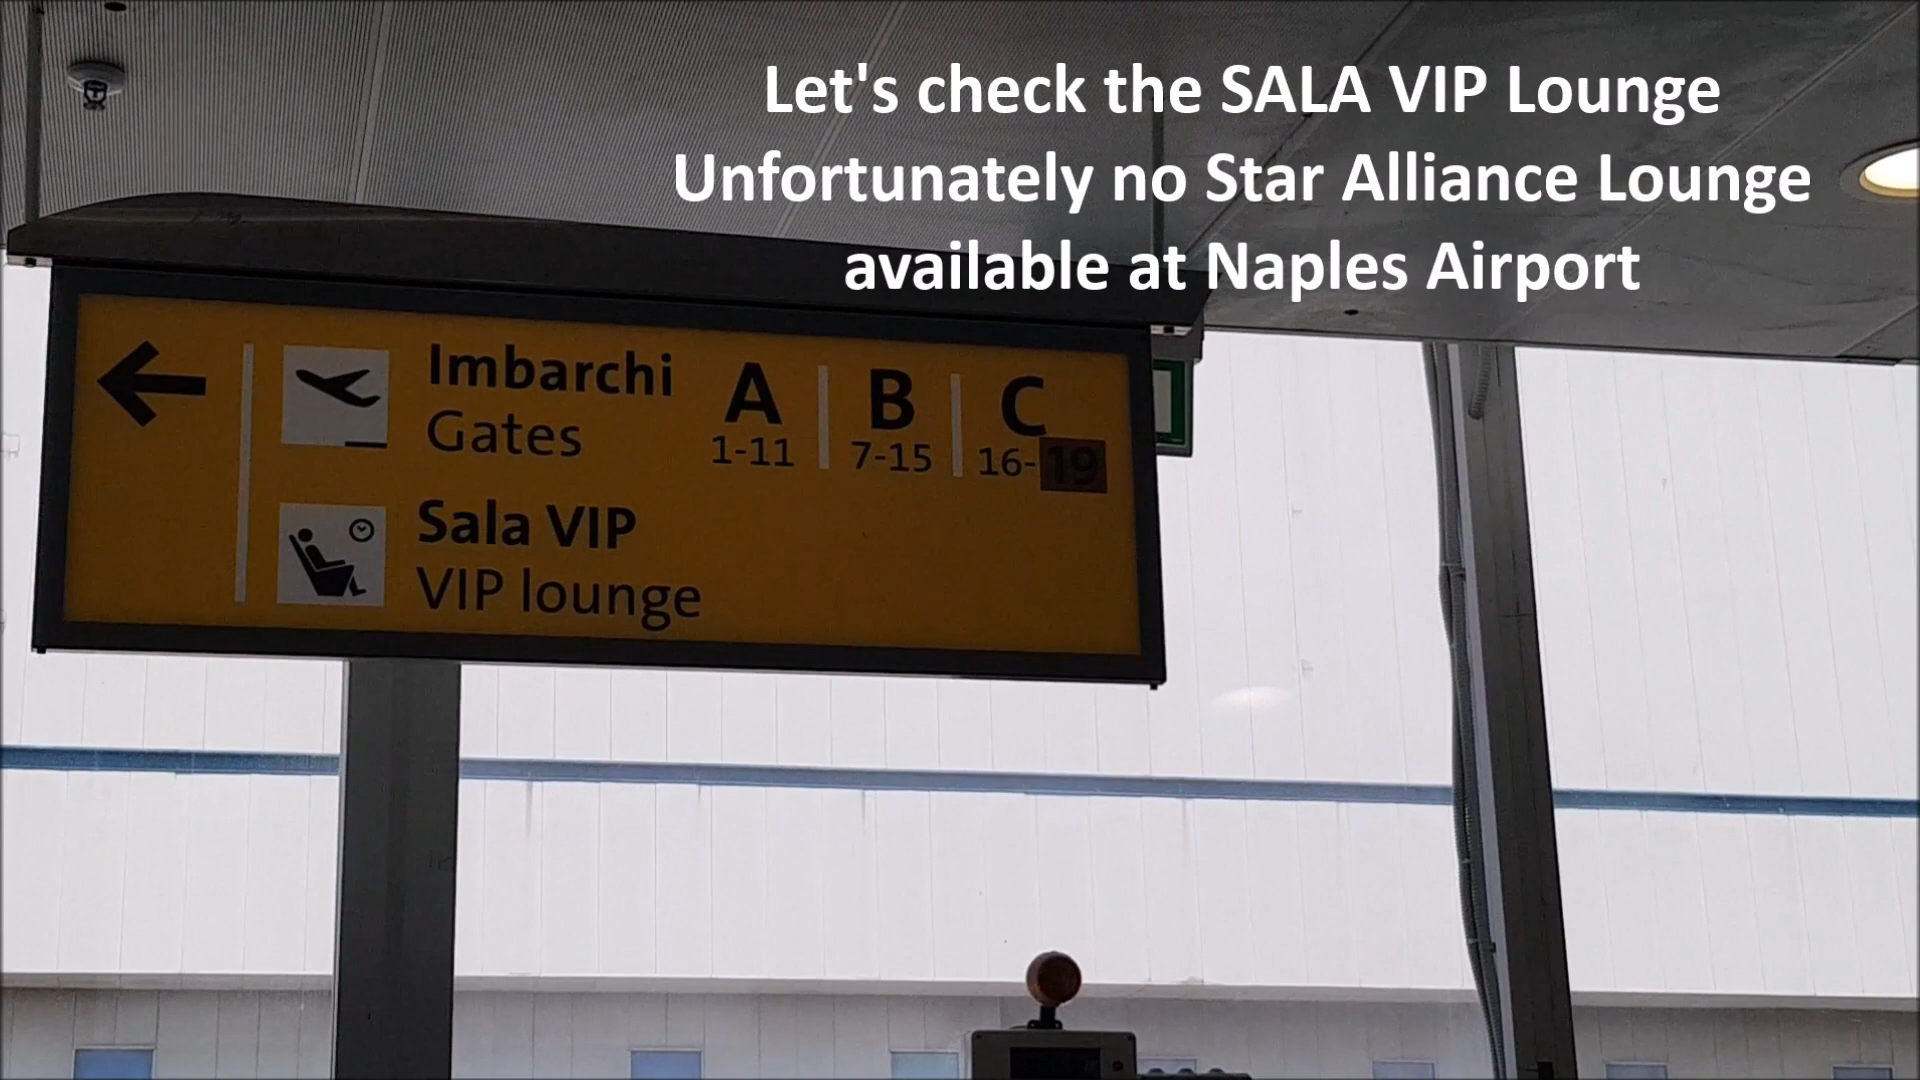 Let's check the SALA VIP Lounge
Unfortunately no Star Alliance Lounge
available at Naples Airport
Imbarchi
Gates
A
1-11
B
7-15
C
16-19
Sala VIP
VIP lounge